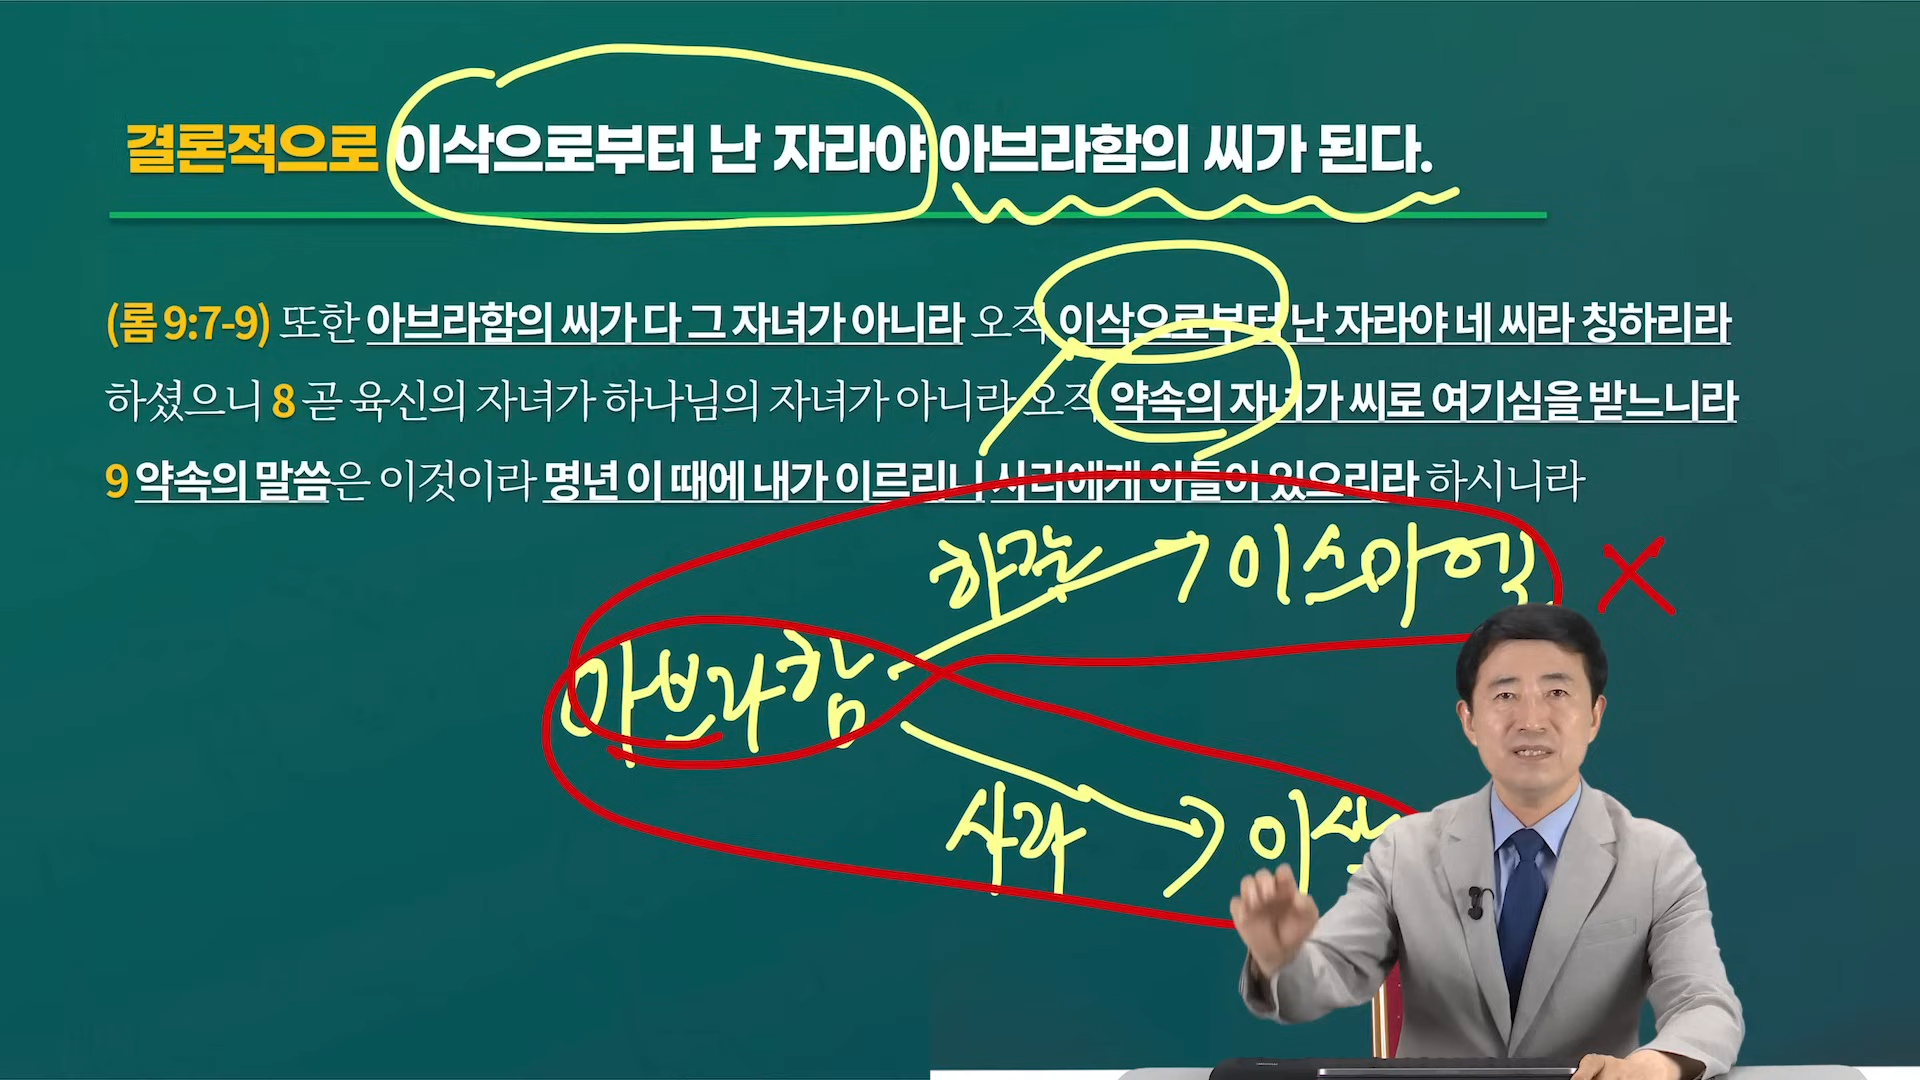 결론적으로 이삭으로부터 난 자라야 아브라함의 씨가 된다.
(롬 9:7-9) 또한 아브라함의 씨가 다 그 자녀가 아니라 오직 이삭으로부터 난 자라야 네 씨라 칭하리라
하셨으니 8 곧 육신의 자녀가 하나님의 자녀가 아니라 오직 약속의 자녀가 씨로 여기심을 받느니라
9 약속의 말씀은 이것이라 명년 이 때에 내가 이르리니 사라에게 아들이 있으리라 하시니라
하갈 → 이스마엘 X
아브라함
사라 → 이삭